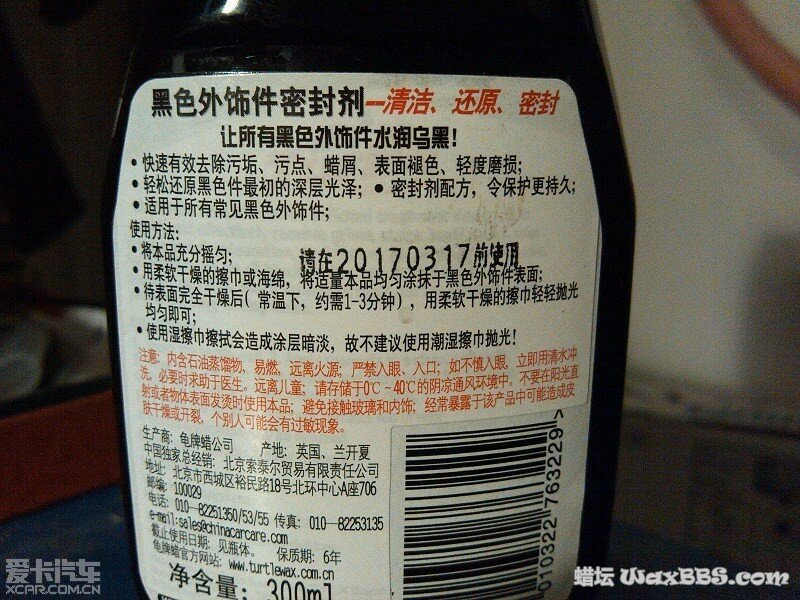 黑色外饰件密封剂—清洁、还原、密封
让所有黑色外饰件水润乌黑!
• 快速有效去除污垢、污点、蜡屑、表面褪色、轻度磨损;
• 轻松还原黑色件最初的深层光泽; • 密封剂配方，令保护更持久;
• 适用于所有常见黑色外饰件;
使用方法:
• 将本品充分摇匀;
请在20170317前使用
• 用柔软干燥的擦巾或海绵，将适量本品均匀涂抹于黑色外饰件表面;
• 待表面完全干燥后( 常温下，约需1-3分钟) ，用柔软干燥的擦巾轻轻抛光
均匀即可;
• 使用湿擦巾擦拭会造成涂层暗淡，故不建议使用潮湿擦巾抛光!
注意: 内含石油蒸馏物、易燃，远离火源; 严禁入眼、入口; 如不慎入眼，立即用清水冲
洗，必要时求助于医生。远离儿童; 请存储于0℃~40℃的阴凉通风环境中。不要在阳光直
射或者物体表面发烫时使用本品; 避免接触玻璃和内饰; 经常暴露于该产品中可能造成皮
肤干燥或开裂，个别人可能会有过敏现象。
生产商: 龟牌蜡公司 产地: 英国、兰开夏
中国独家总经销: 北京索泰尔贸易有限责任公司
地址: 北京市西城区裕民路18号北环中心A座706
邮编: 100029
电话: 010-82251350/53/55 传真: 010-82253135
e-mail:sales@chinacarcare.com
截止使用日期: 见瓶体。 保质期: 6年
龟牌蜡官方网站: www.turtlewax.com.cn
净含量: 300ml
010322 763229 >
爱卡汽车
XCAR.COM.CN
蜡坛 WaxBBS.com